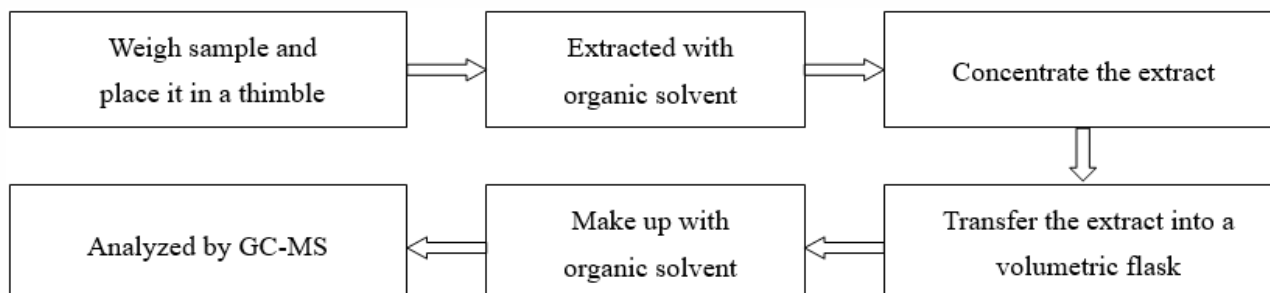 Weigh sample and
place it in a thimble
Extracted with
organic solvent
Concentrate the extract
Transfer the extract into a
volumetric flask
Make up with
organic solvent
Analyzed by GC-MS